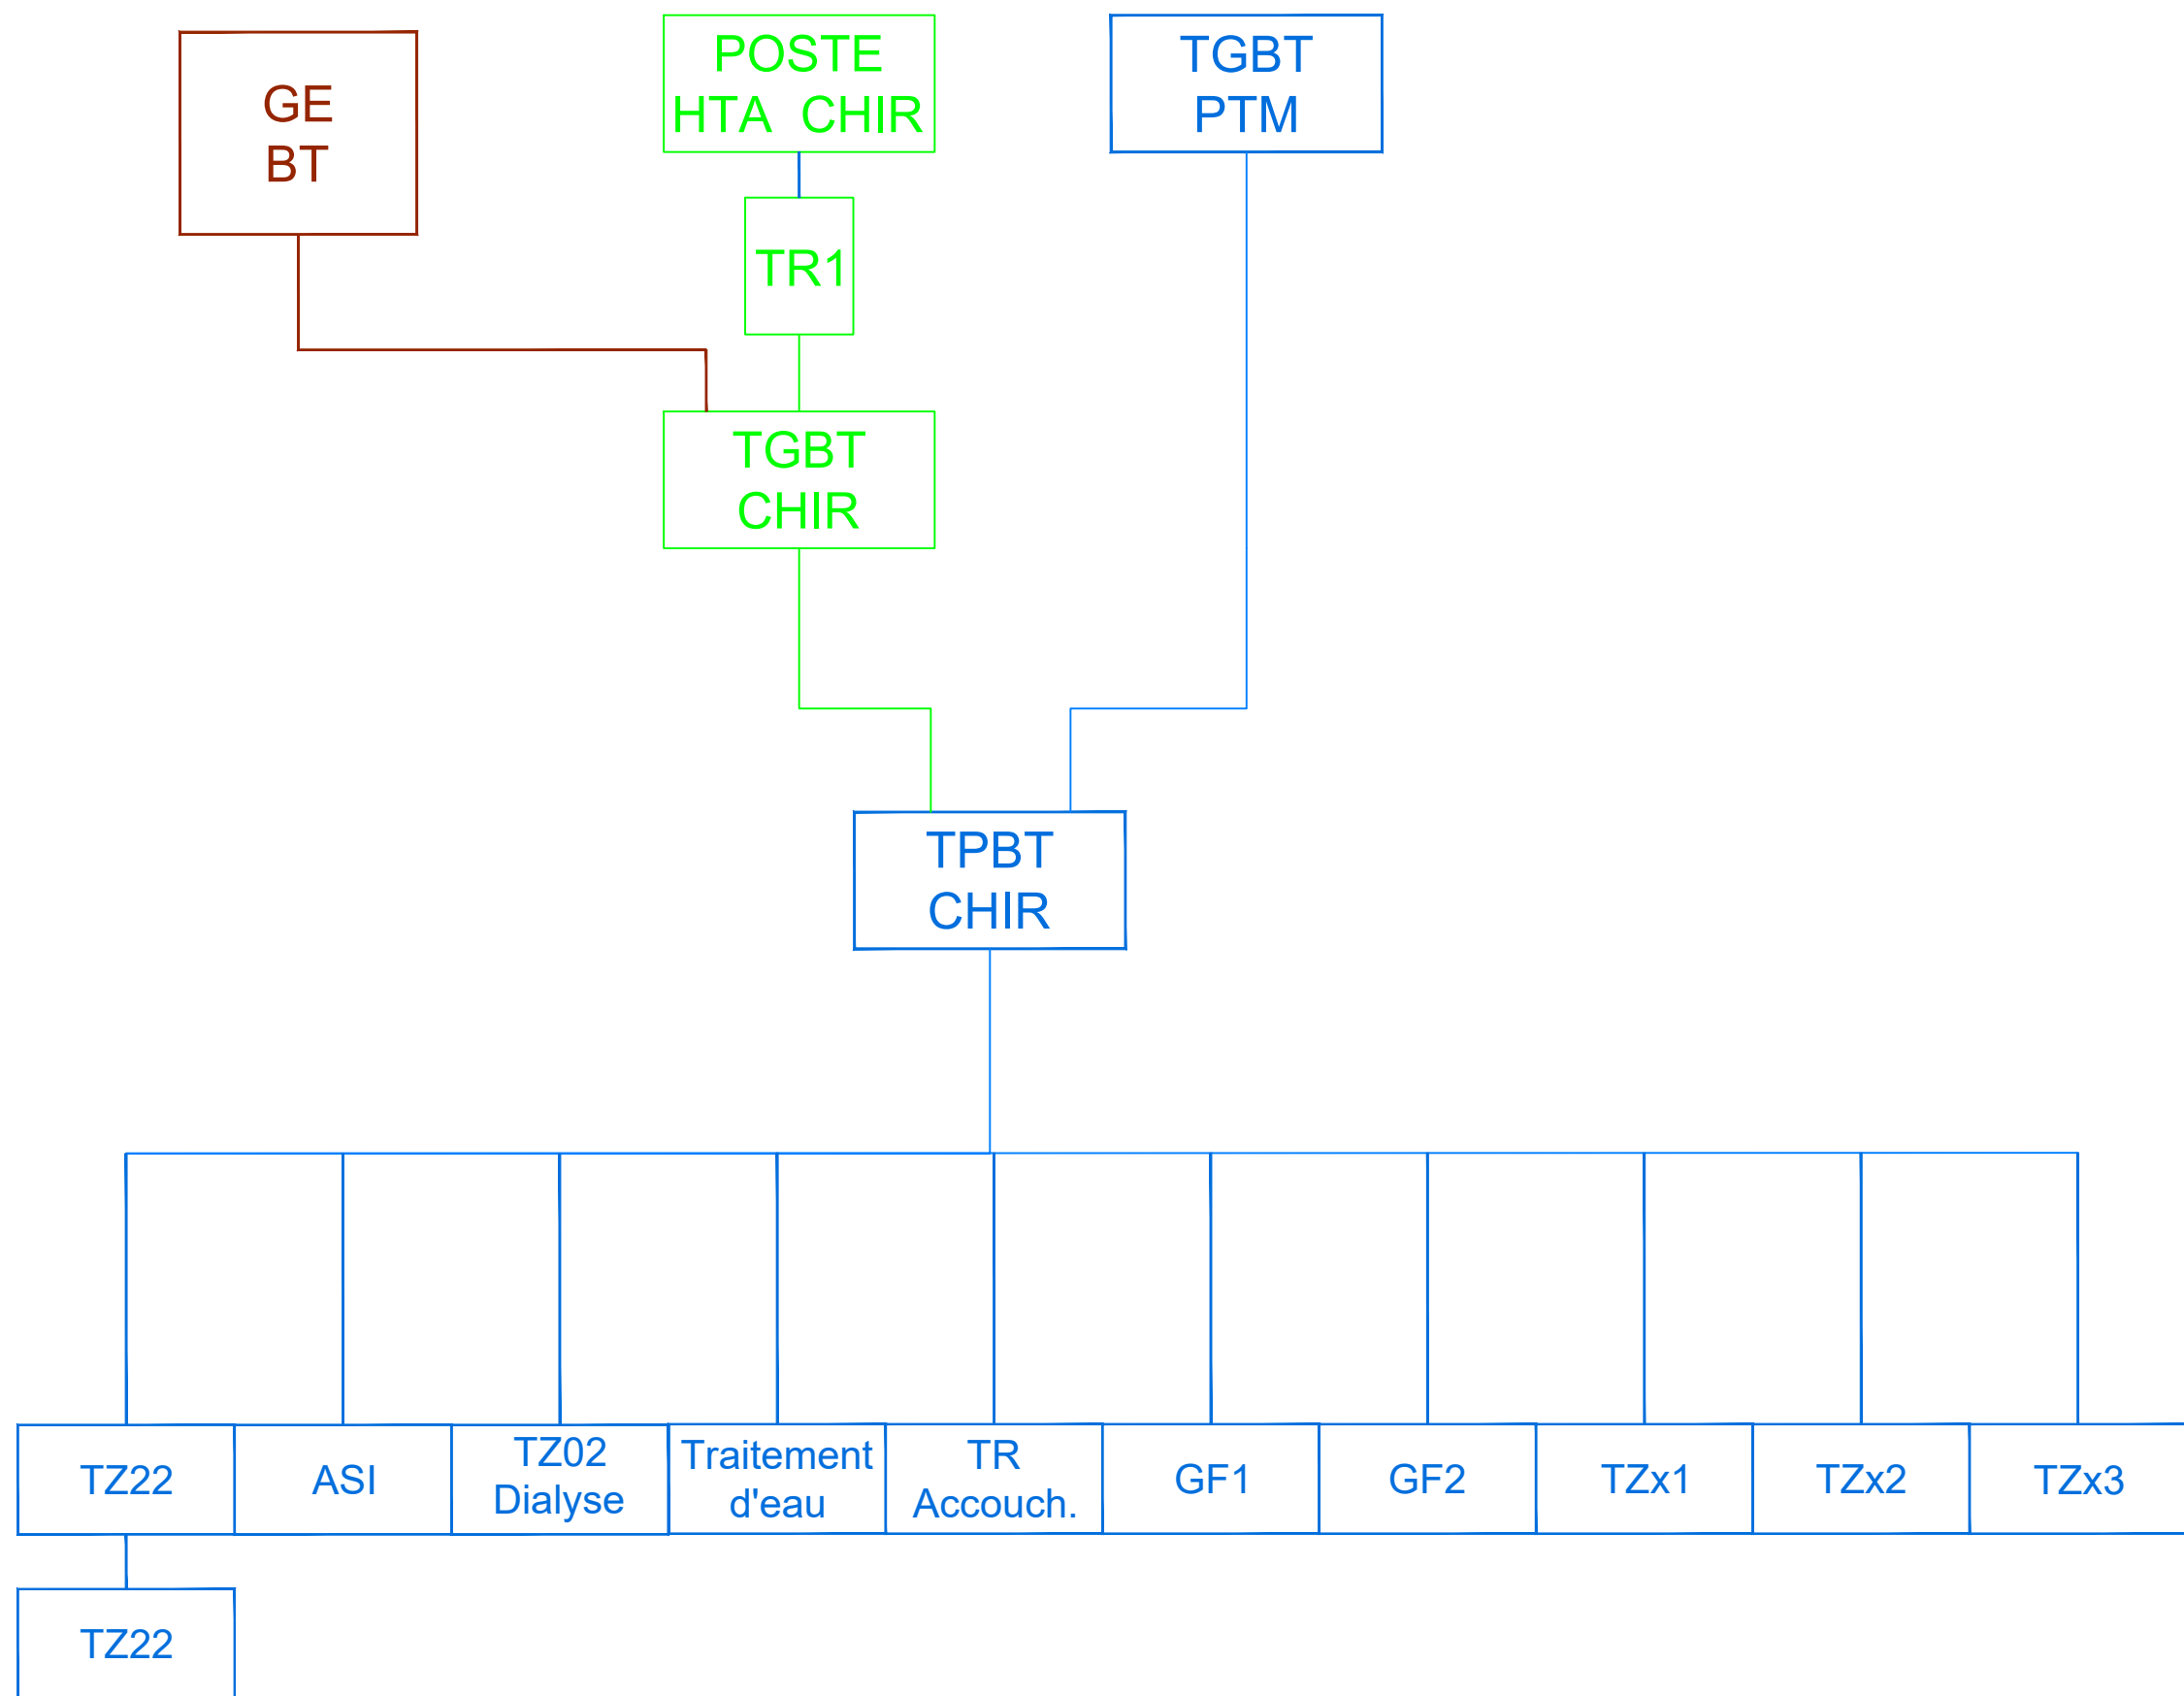 GE
BT
POSTE
HTA CHIR
TGBT
PTM
TR1
TGBT
CHIR
TPBT
CHIR
TZ22
ASI
TZ02
Dialyse
Traitement
d'eau
TR
Accouch.
GF1
GF2
TZx1
TZx2
TZx3
TZ22